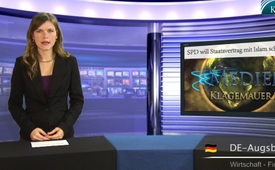 K
SPD will Staatsvertrag mit Islam sch
MEDIEN
KLAGEMAUER
DE-Augsb
Wirtschaft - Fi